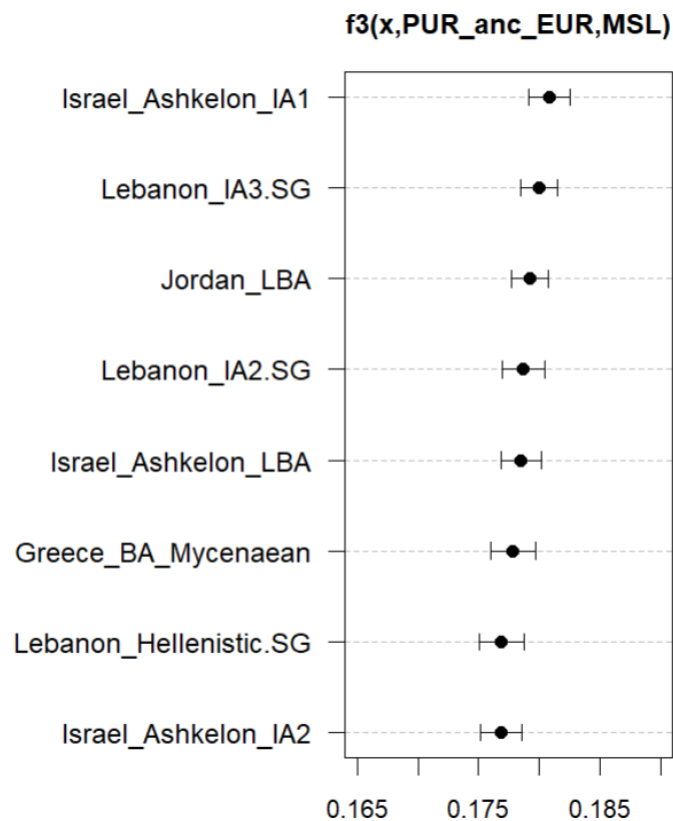 f3(x,PUR_anc_EUR,MSL)
Israel_Ashkelon_IA1
Lebanon_IA3.SG
Jordan_LBA
Lebanon_IA2.SG
Israel_Ashkelon_LBA
Greece_BA_Mycenaean
Lebanon_Hellenistic.SG
Israel_Ashkelon_IA2
0.165 0.175 0.185